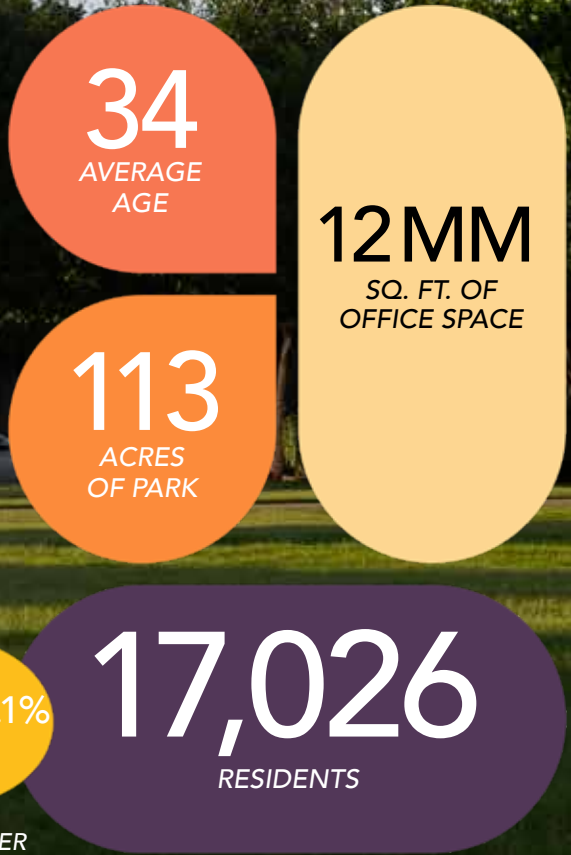 34
AVERAGE
AGE
12MM
SQ. FT. OF
OFFICE SPACE
113
ACRES
OF PARK
17,026
RESIDENTS